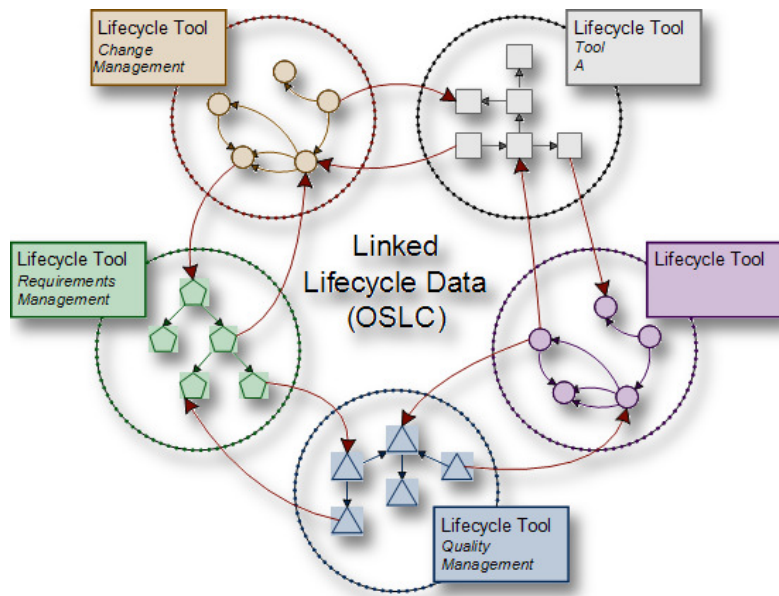 Lifecycle Tool
Change
Management
Lifecycle Tool
Tool
A
Lifecycle Tool
Requirements
Management
Linked
Lifecycle Data
(OSLC)
Lifecycle Tool
Lifecycle Tool
Quality
Management